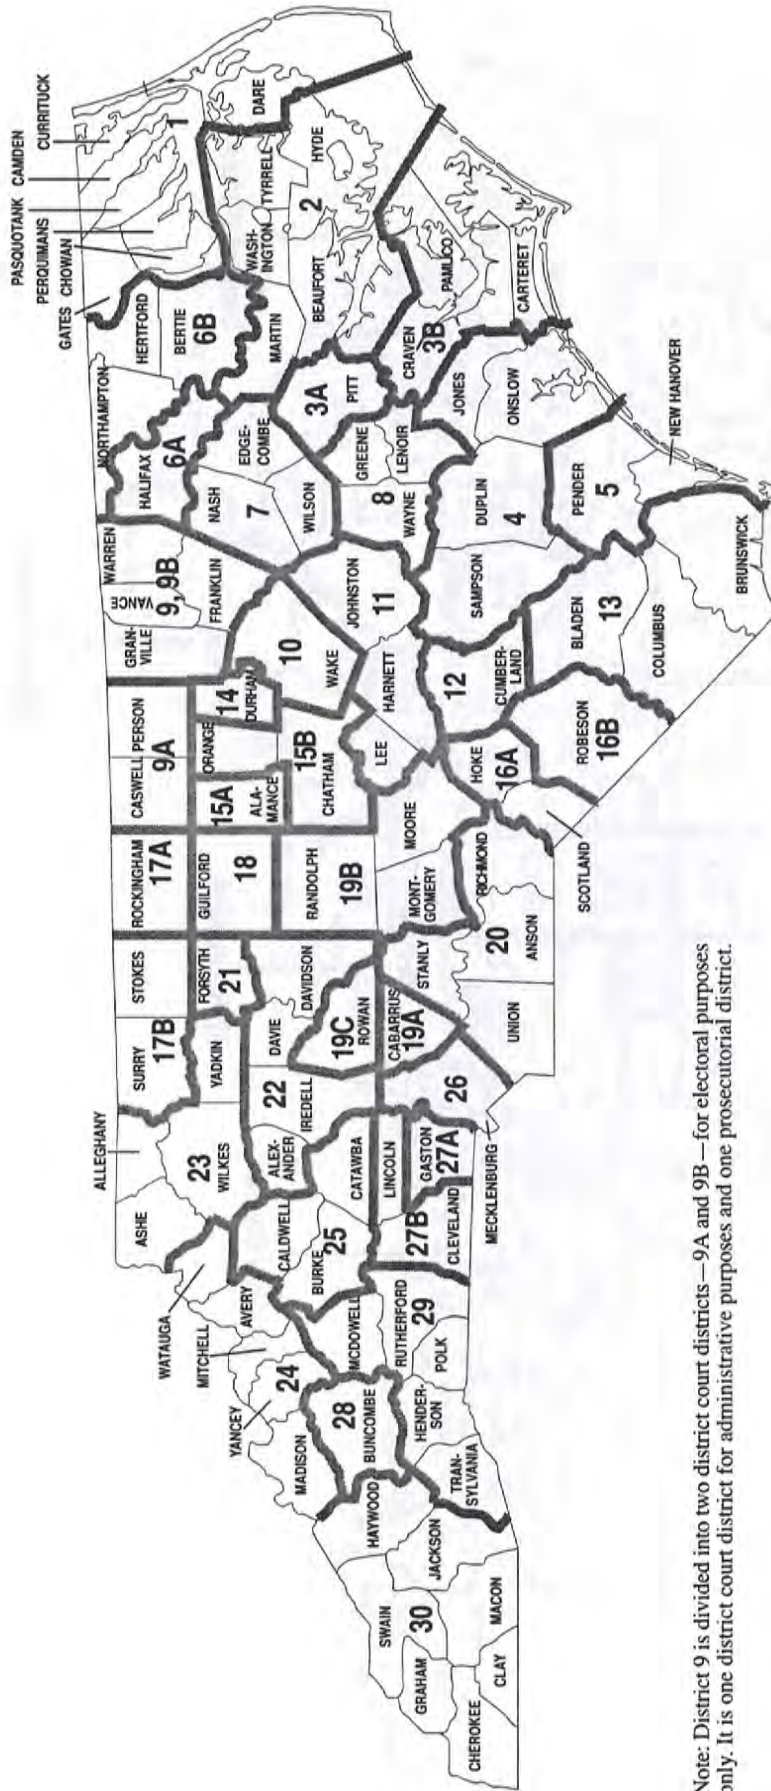 ALLEGHANY
ASHE
SURRY
17B
STOKES
ROCKINGHAM
17A
CASWELL
PERSON
9A
GRAN-
VILLE
VANCE
WARREN
9, 9B
FRANKLIN
NORTHAMPTON
HALIFAX
6A
HERTFORD
BERTIE
6B
GATES
CHOWAN
PERQUIMANS
PASQUOTANK
CAMDEN
CURRITUCK
1
DARE
WATAUGA
WILKES
23
YADKIN
FORSYTH
21
GUILFORD
18
15A
ALA-
MANCE
ORANGE
14
DURHAM
10
WAKE
NASH
7
EDGE-
COMBE
WILSON
MARTIN
WASH-
INGTON
TYRRELL
HYDE
2
BEAUFORT
MITCHELL
AVERY
YANCEY
24
MADISON
CALDWELL
BURKE
25
ALEX-
ANDER
IREDELL
22
DAVIE
DAVIDSON
RANDOLPH
19B
CHATHAM
15B
LEE
HARNETT
JOHNSTON
11
WAYNE
8
GREENE
LENOIR
3A
PITT
CRAVEN
3B
PAMLICO
CARTERET
JONES
ONSLOW
HAYWOOD
28
BUNCOMBE
MCDOWELL
CATAWBA
LINCOLN
ROWAN
19C
CABARRUS
19A
STANLY
MONT-
GOMERY
MOORE
SWAIN
30
GRAHAM
JACKSON
MACON
CLAY
CHEROKEE
TRAN-
SYLVANIA
HENDER-
SON
RUTHERFORD
29
POLK
27B
CLEVELAND
GASTON
27A
26
MECKLENBURG
UNION
20
ANSON
RICHMOND
SCOTLAND
HOKE
16A
12
CUMBER-
LAND
SAMPSON
DUPLIN
4
ROBESON
16B
BLADEN
13
COLUMBUS
BRUNSWICK
PENDER
5
NEW HANOVER
Note: District 9 is divided into two district court districts—9A and 9B—for electoral purposes
only. It is one district court district for administrative purposes and one prosecutorial district.